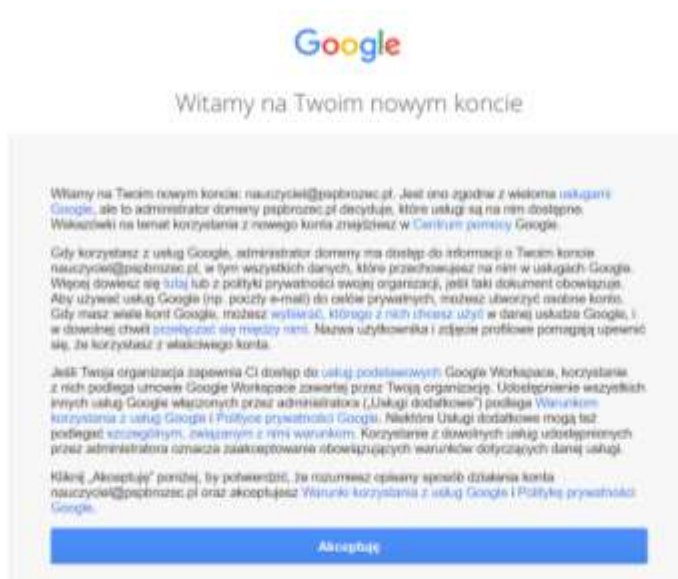 Google
Witamy na Twoim nowym koncie
Witamy na Twoim nowym koncie: nauczyciel@pspbrozec.pl. Jest ono zgodne z wieloma usługami
Google, ale to administrator domeny pspbrozec.pl decyduje, które usługi są na nim dostępne.
Wskazówki na temat korzystania z nowego konta znajdziesz w Centrum pomocy Google.
Gdy korzystasz z usług Google, administrator domeny ma dostęp do informacji o Twoim koncie
nauczyciel@pspbrozec.pl, w tym wszystkich danych, które przechowujesz na nim w usługach Google.
Więcej dowiesz się tutaj lub z polityki prywatności swojej organizacji, jeśli taki dokument obowiązuje.
Aby używać usług Google (np. poczty e-mail) do celów prywatnych, możesz utworzyć osobne konto.
Gdy masz wiele kont Google, możesz wybierać, którego z nich chcesz użyć w danej usłudze Google, i
w dowolnej chwili przełączać się między nimi. Nazwa użytkownika i zdjęcie profilowe pomagają upewnić
się, że korzystasz z właściwego konta.
Jeśli Twoja organizacja zapewnia Ci dostęp do usług podstawowych Google Workspace, korzystanie
z nich podlega umowie Google Workspace zawartej przez Twoją organizację. Udostępnienie wszystkich
innych usług Google włączonych przez administratora („Usługi dodatkowe") podlega Warunkom
korzystania z usług Google i Polityce prywatności Google. Niektóre Usługi dodatkowe mogą też
podlegać szczególnym, związanym z nimi warunkom. Korzystanie z dowolnych usług udostępnionych
przez administratora oznacza zaakceptowanie obowiązujących warunków dotyczących danej usługi.
Kliknij „Akceptuję" poniżej, by potwierdzić, że rozumiesz opisany sposób działania konta
nauczyciel@pspbrozec.pl oraz akceptujesz Warunki korzystania z usług Google i Politykę prywatności
Google.
Akceptuję